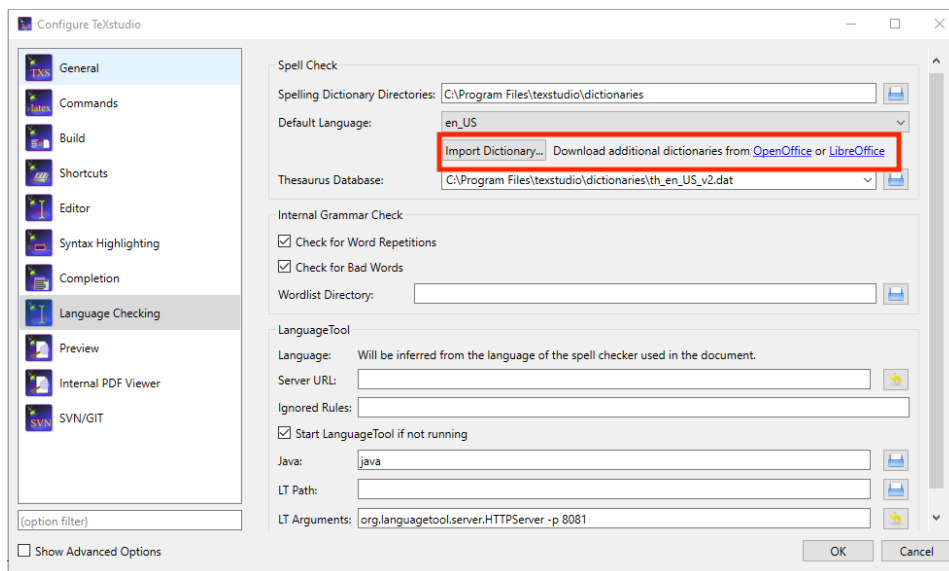 Configure TeXstudio
TXS General
latex Commands
Build
Shortcuts
Editor
Syntax Highlighting
Completion
Language Checking
Preview
Internal PDF Viewer
SVN SVN/GIT
(option filter)
Show Advanced Options
Spell Check
Spelling Dictionary Directories: C:\Program Files\texstudio\dictionaries
Default Language: en_US
Import Dictionary... Download additional dictionaries from OpenOffice or LibreOffice
Thesaurus Database: C:\Program Files\texstudio\dictionaries\th_en_US_v2.dat
Internal Grammar Check
Check for Word Repetitions
Check for Bad Words
Wordlist Directory:
LanguageTool
Language: Will be inferred from the language of the spell checker used in the document.
Server URL:
Ignored Rules:
Start LanguageTool if not running
Java: java
LT Path:
LT Arguments: org.languagetool.server.HTTPServer -p 8081
OK Cancel